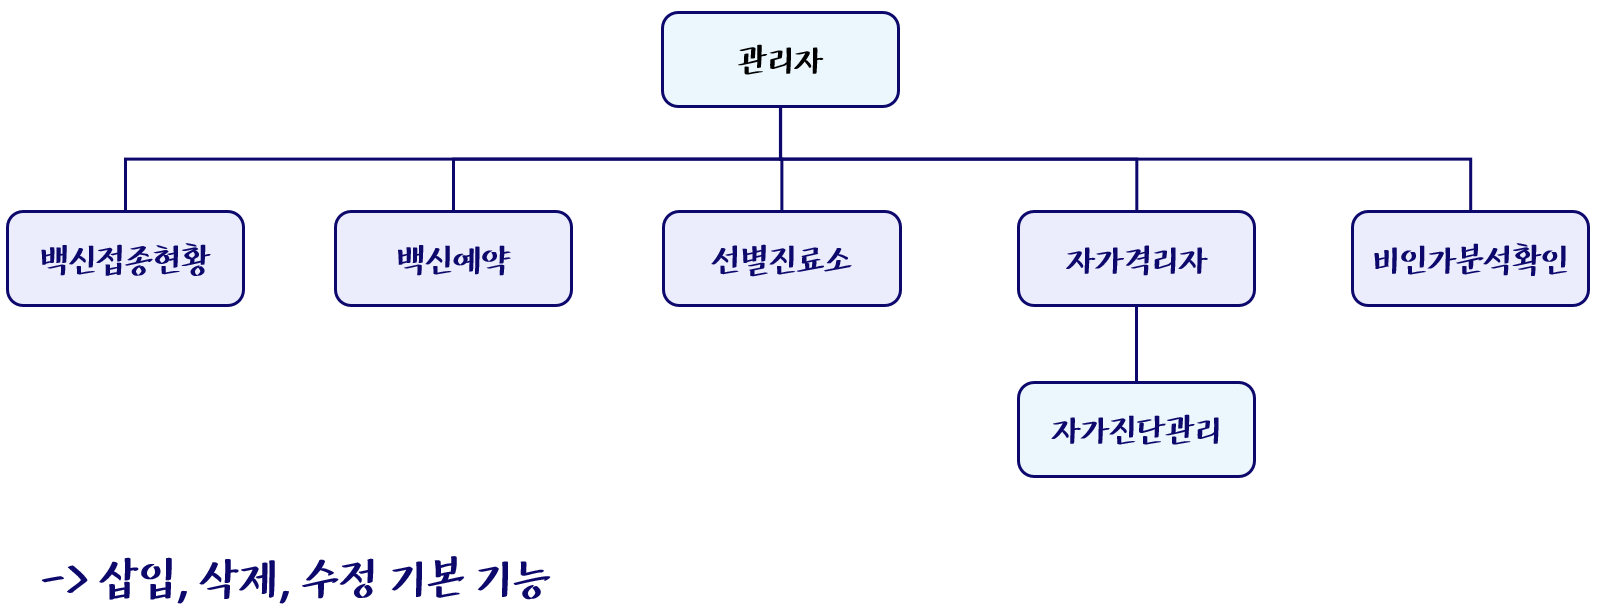 관리자
백신접종현황
백신예약
선별진료소
자가격리자
비인가분석확인
자가진단관리
-> 삽입, 삭제, 수정 기본 기능